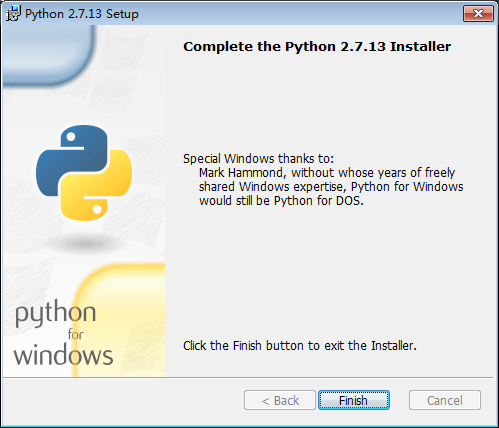 Python 2.7.13 Setup
Complete the Python 2.7.13 Installer
Special Windows thanks to:
Mark Hammond, without whose years of freely
shared Windows expertise, Python for Windows
would still be Python for DOS.
python
for
windows
Click the Finish button to exit the Installer.
< Back
Finish
Cancel